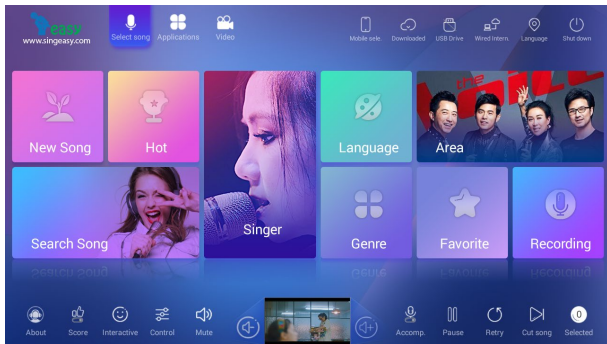 easy
www.singeasy.com
Select song
Applications
Video
Mobile sele.
Downloaded
USB Drive
Wired Intern.
Language
Shut down
New Song
Hot
Singer
Language
the
Area
Search Song
Genre
Favorite
Recording
About
Score
Interactive
Control
Mute
Accomp.
Pause
Retry
Cut song
0
Selected